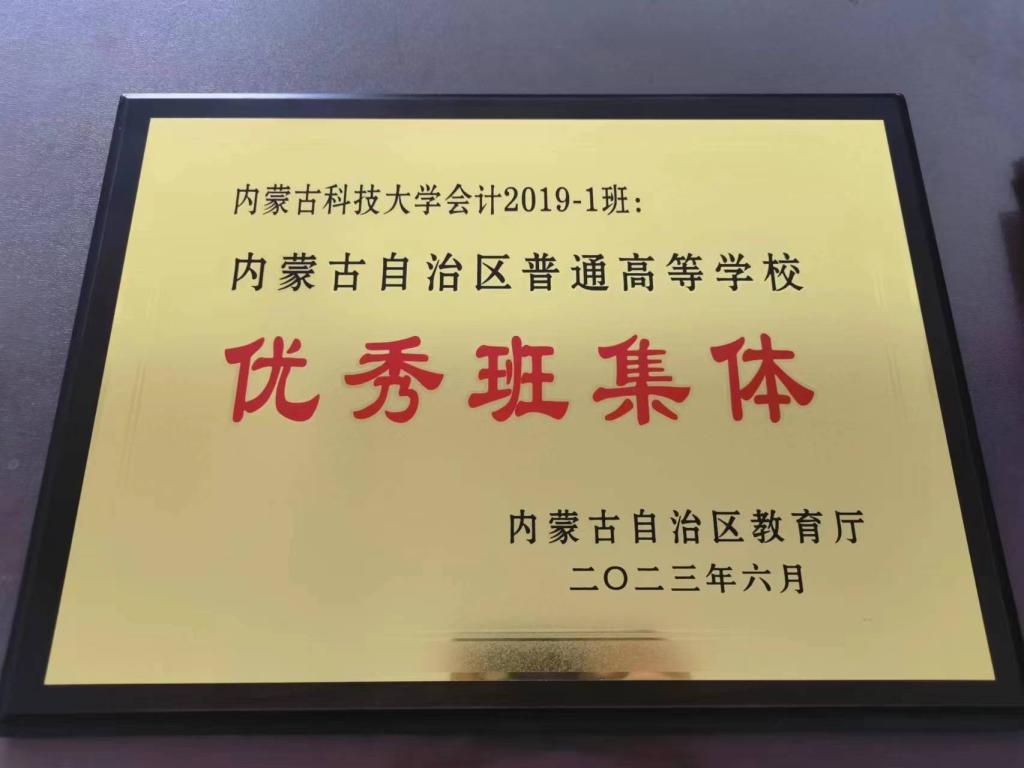 内蒙古科技大学会计2019-1班：
内蒙古自治区普通高等学校
优秀班集体
内蒙古自治区教育厅
二〇二三年六月